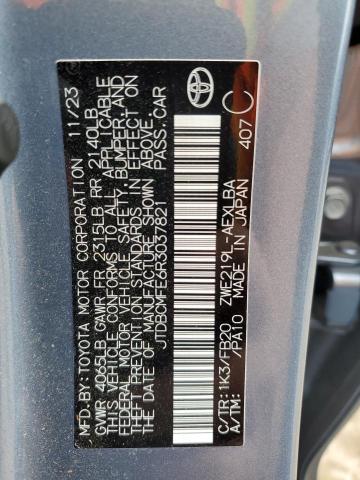 MFD.BY:TOYOTA MOTOR CORPORATION 11/23
GVWR 4065LB GAWR FR 2315LB RR 2140LB
THIS VEHICLE CONFORMS TO ALL APPLICABLE
FEDERAL MOTOR VEHICLE SAFETY,BUMPER,AND
THEFT PREVENTION STANDARDS IN EFFECT ON
THE DATE OF MANUFACTURE SHOWN ABOVE.
JTDBCMFE6R3037821 PASS.CAR
C/TR:1K3/FB20 ZWE219L-AEXLBA
A/TM: /PA10 MADE IN JAPAN 407 C